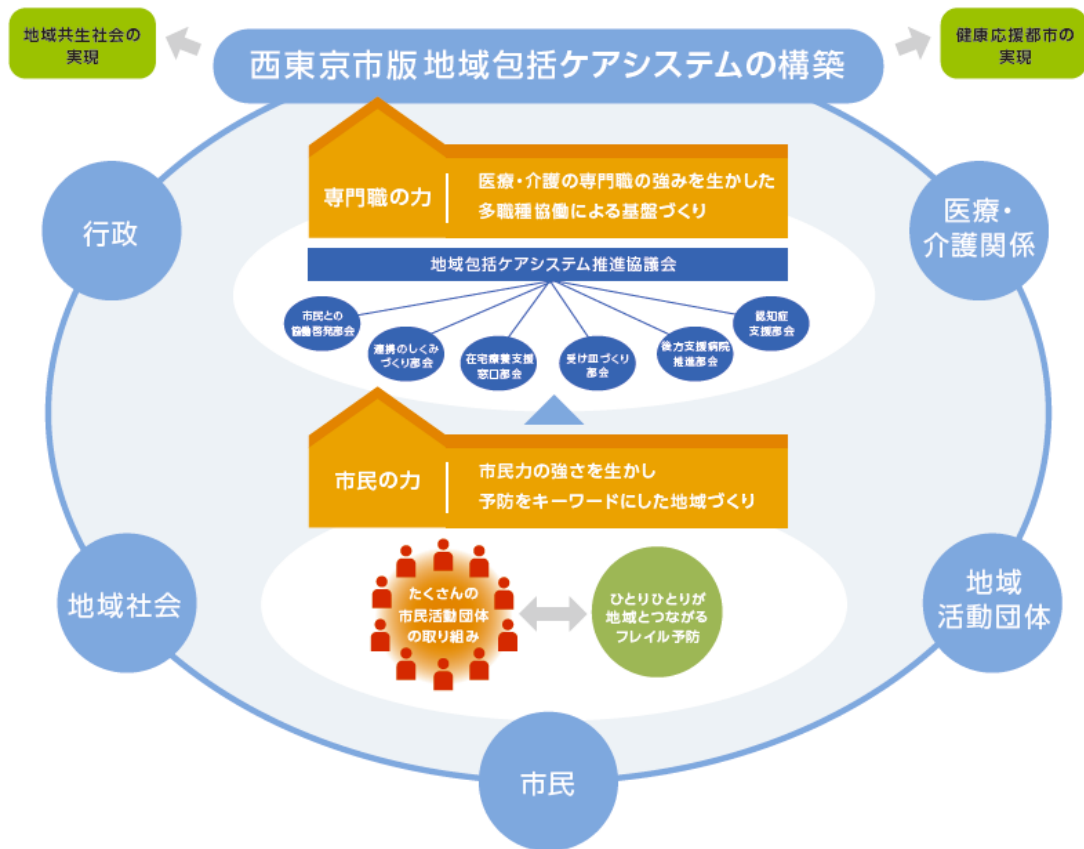 地域共生社会の
実現
西東京市版地域包括ケアシステムの構築
健康応援都市の
実現
専門職の力
医療・介護の専門職の強みを生かした
多職種協働による基盤づくり
行政
医療・
介護関係
地域包括ケアシステム推進協議会
市民との
協働啓発部会
連携のしくみ
づくり部会
在宅療養支援
窓口部会
受け皿づくり
部会
後方支援病院
推進部会
認知症
支援部会
市民の力
市民力の強さを生かし
予防をキーワードにした地域づくり
地域社会
たくさんの
市民活動団体
の取り組み
ひとりひとりが
地域とつながる
フレイル予防
地域
活動団体
市民